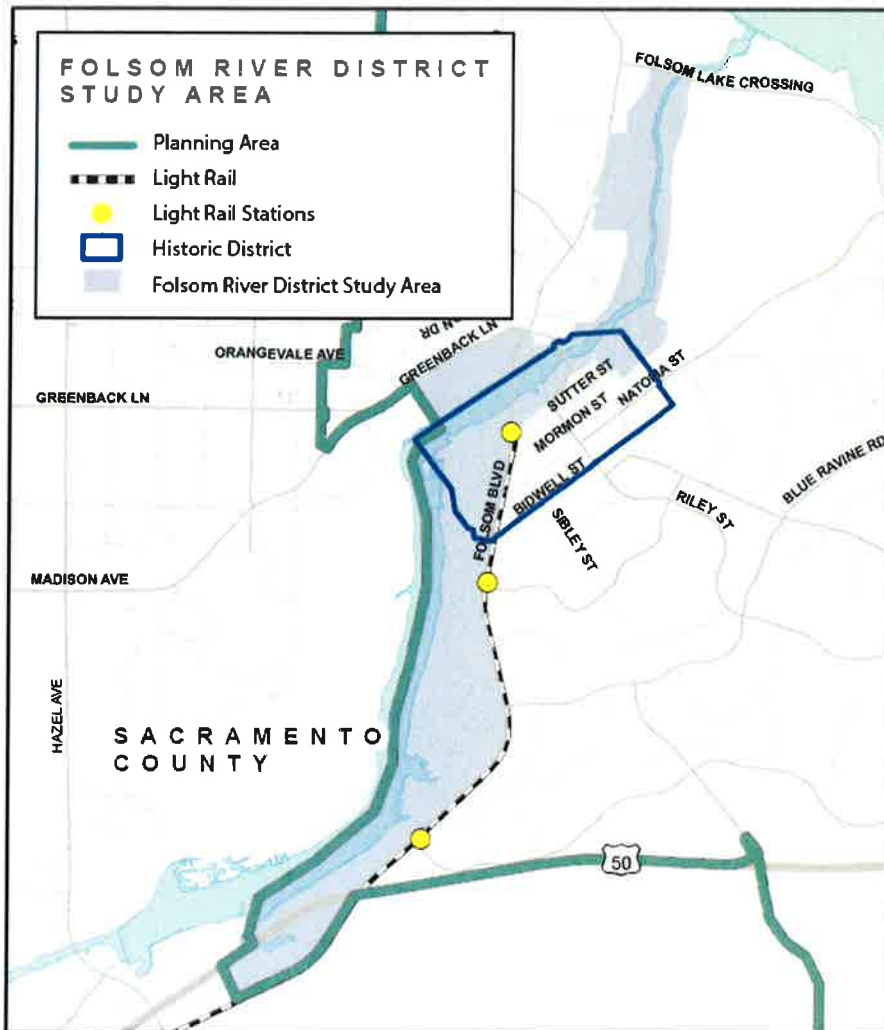 FOLSOM RIVER DISTRICT
STUDY AREA
Planning Area
Light Rail
Light Rail Stations
Historic District
Folsom River District Study Area
FOLSOM LAKE CROSSING
ORANGEVALE AVE
GREENBACK LN
GREENBACK LN
SUTTER ST
NATOMA ST
MORMON ST
FOLSOM BLVD
BIDWELL ST
SIBLEY ST
RILEY ST
BLUE RAVINE RD
MADISON AVE
HAZEL AVE
SACRAMENTO
COUNTY
50